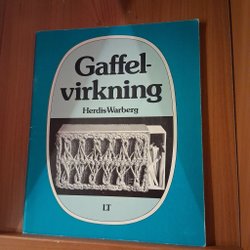 Gaffel-
virkning
Herdis Warberg
LT